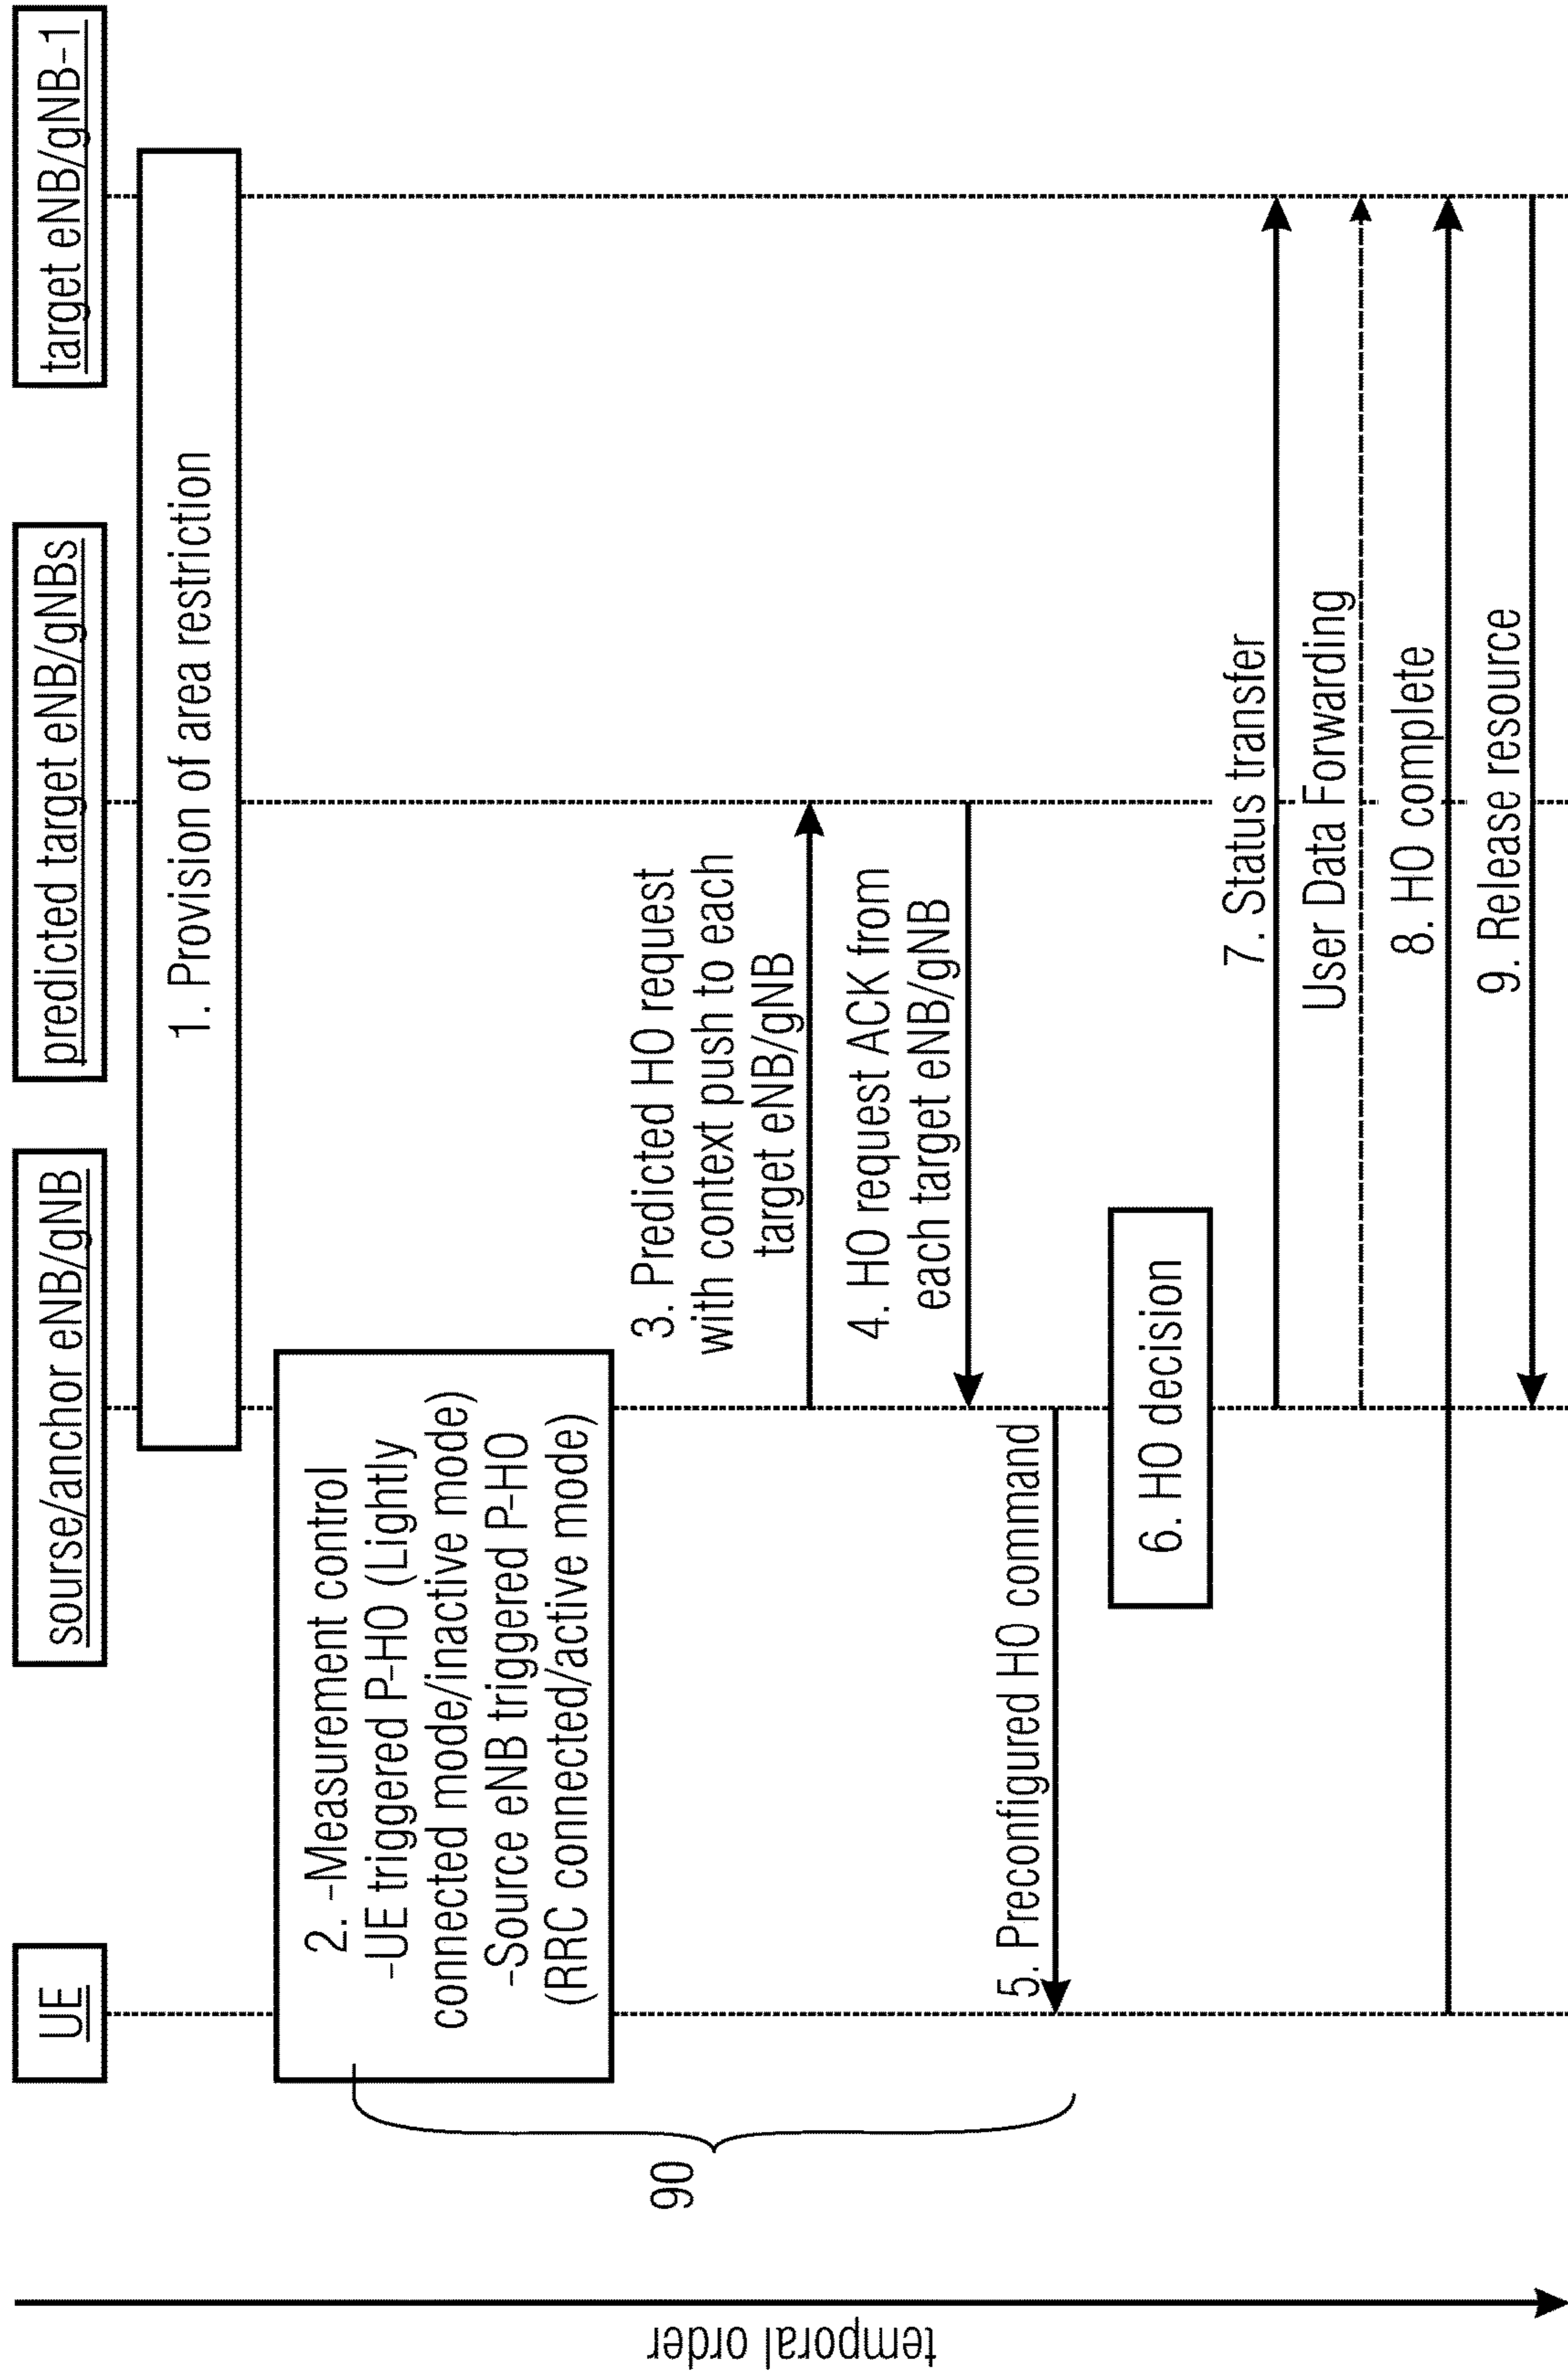 UE
sourse/anchor eNB/gNB
predicted target eNB/gNBs
target eNB/gNB-1
1. Provision of area restriction
2. -Measurement control
-UE triggered P-HO (Lightly
connected mode/inactive mode)
-Source eNB triggered P-HO
(RRC connected/active mode)
3. Predicted HO request
with context push to each
target eNB/gNB
4. HO request ACK from
each target eNB/gNB
5. Preconfigured HO command
6. HO decision
7. Status transfer
User Data Forwarding
8. HO complete
9. Release resource
90
temporal order